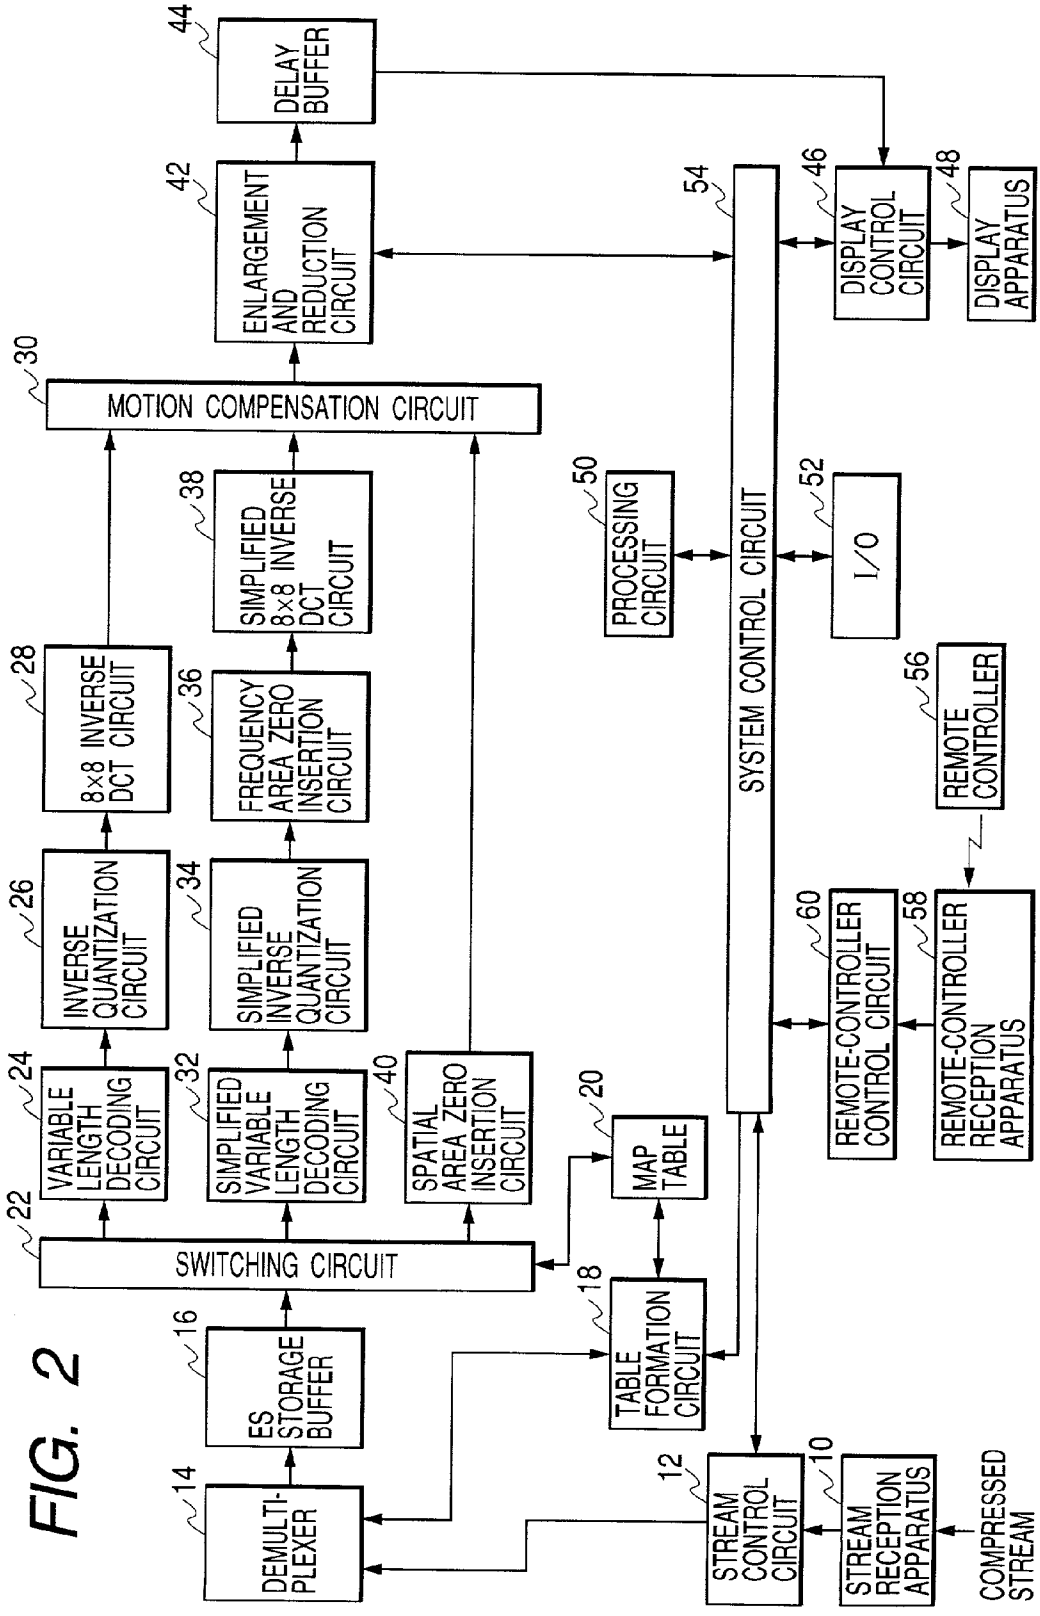 FIG. 2
14
DEMULTI-
PLEXER
16
ES
STORAGE
BUFFER
22
SWITCHING CIRCUIT
24
VARIABLE
LENGTH
DECODING
CIRCUIT
26
INVERSE
QUANTIZATION
CIRCUIT
28
8×8 INVERSE
DCT CIRCUIT
30
MOTION COMPENSATION CIRCUIT
32
SIMPLIFIED
VARIABLE
LENGTH
DECODING
CIRCUIT
34
SIMPLIFIED
INVERSE
QUANTIZATION
CIRCUIT
36
FREQUENCY
AREA ZERO
INSERTION
CIRCUIT
38
SIMPLIFIED
8×8 INVERSE
DCT
CIRCUIT
40
SPATIAL
AREA ZERO
INSERTION
CIRCUIT
42
ENLARGEMENT
AND
REDUCTION
CIRCUIT
44
DELAY
BUFFER
18
TABLE
FORMATION
CIRCUIT
20
MAP
TABLE
50
PROCESSING
CIRCUIT
54
SYSTEM CONTROL CIRCUIT
12
STREAM
CONTROL
CIRCUIT
10
STREAM
RECEPTION
APPARATUS
COMPRESSED
STREAM
60
REMOTE-CONTROLLER
CONTROL CIRCUIT
58
REMOTE-CONTROLLER
RECEPTION
APPARATUS
56
REMOTE
CONTROLLER
52
I/O
46
DISPLAY
CONTROL
CIRCUIT
48
DISPLAY
APPARATUS